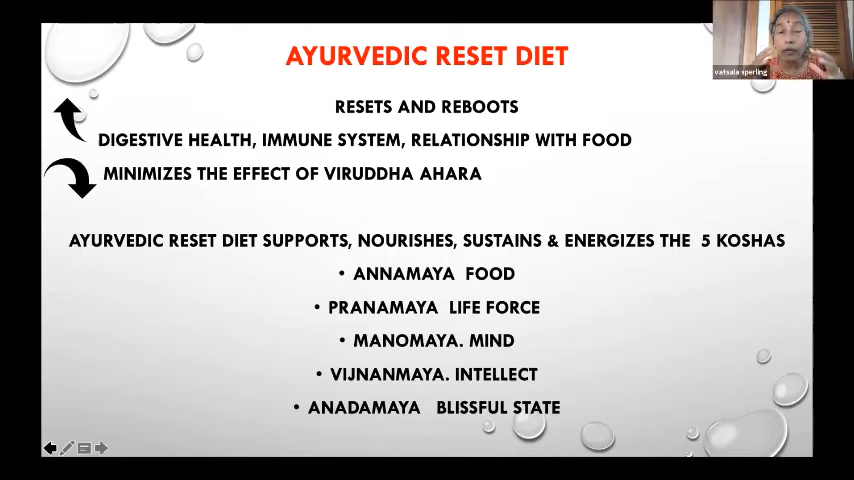 AYURVEDIC RESET DIET
vatsala sperling
RESETS AND REBOOTS
DIGESTIVE HEALTH, IMMUNE SYSTEM, RELATIONSHIP WITH FOOD
MINIMIZES THE EFFECT OF VIRUDDHA AHARA
AYURVEDIC RESET DIET SUPPORTS, NOURISHES, SUSTAINS & ENERGIZES THE 5 KOSHAS
• ANNAMAYA FOOD
• PRANAMAYA LIFE FORCE
• MANOMAYA. MIND
• VIJNANMAYA. INTELLECT
• ANADAMAYA BLISSFUL STATE